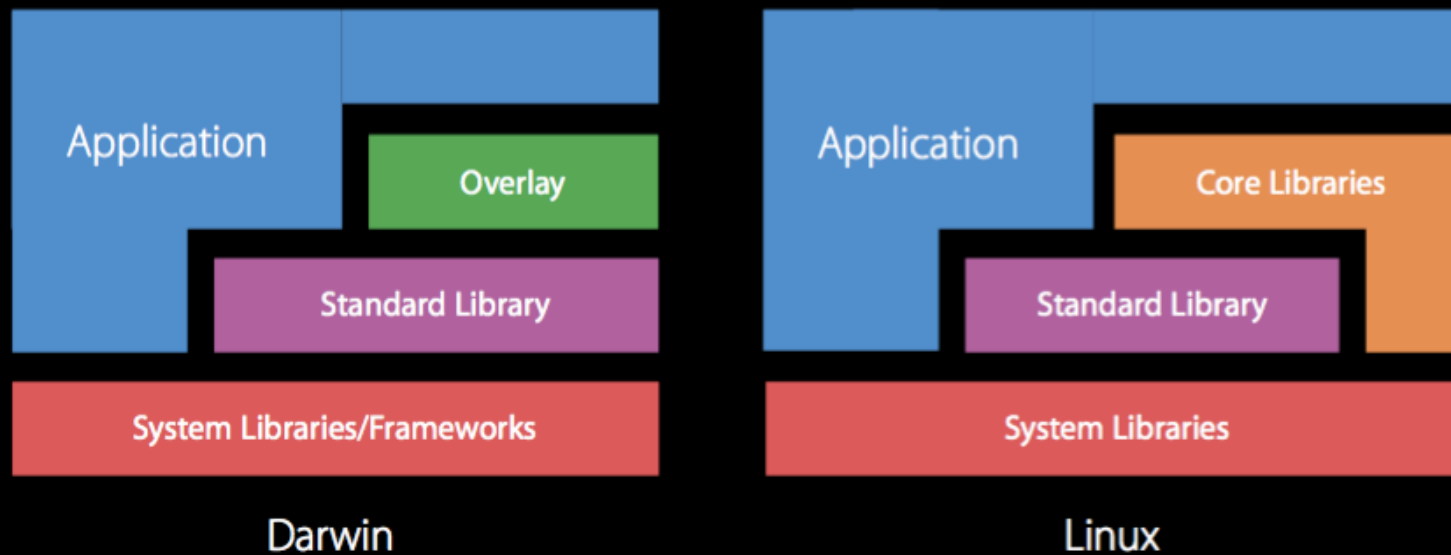 Application
Overlay
Standard Library
System Libraries/Frameworks
Darwin
Application
Core Libraries
Standard Library
System Libraries
Linux